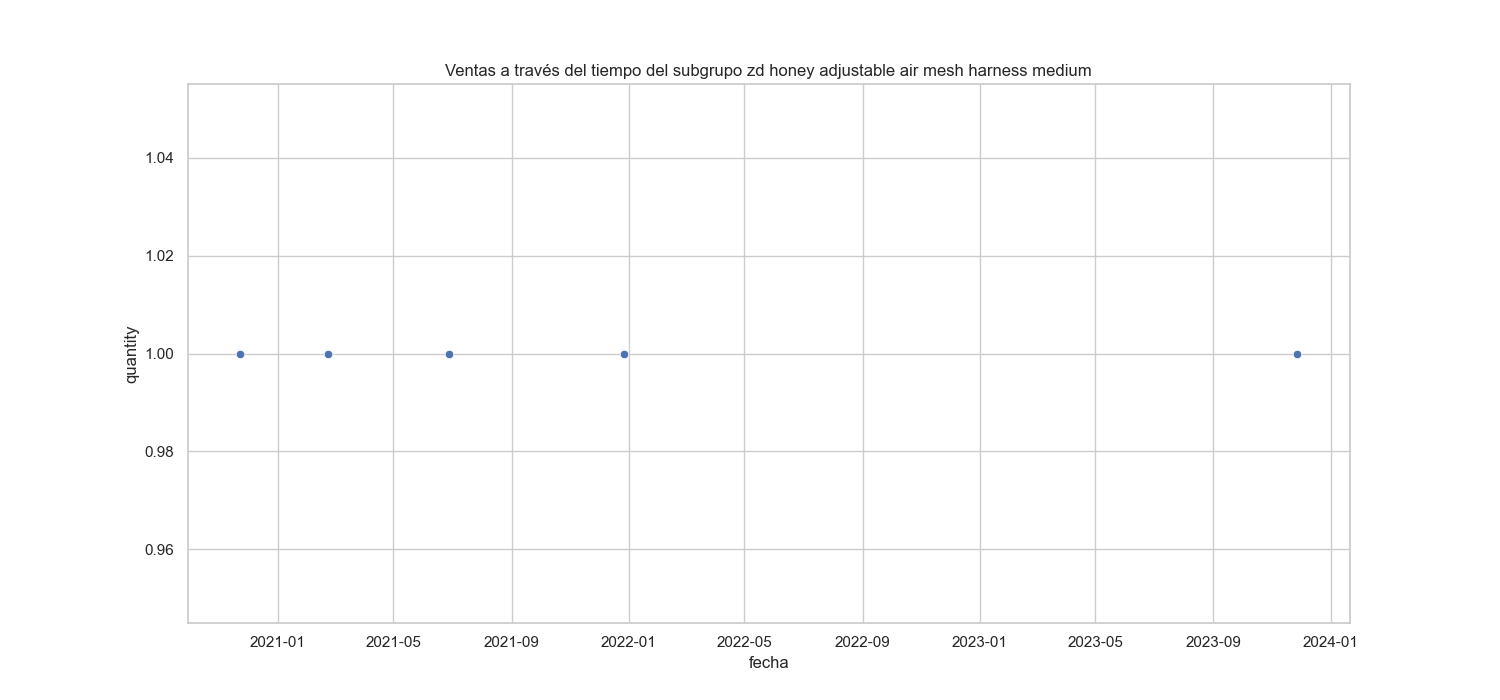 Ventas a través del tiempo del subgrupo zd honey adjustable air mesh harness medium
1.04
1.02
1.00
0.98
0.96
quantity
2021-01 2021-05 2021-09 2022-01 2022-05 2022-09 2023-01 2023-05 2023-09 2024-01
fecha